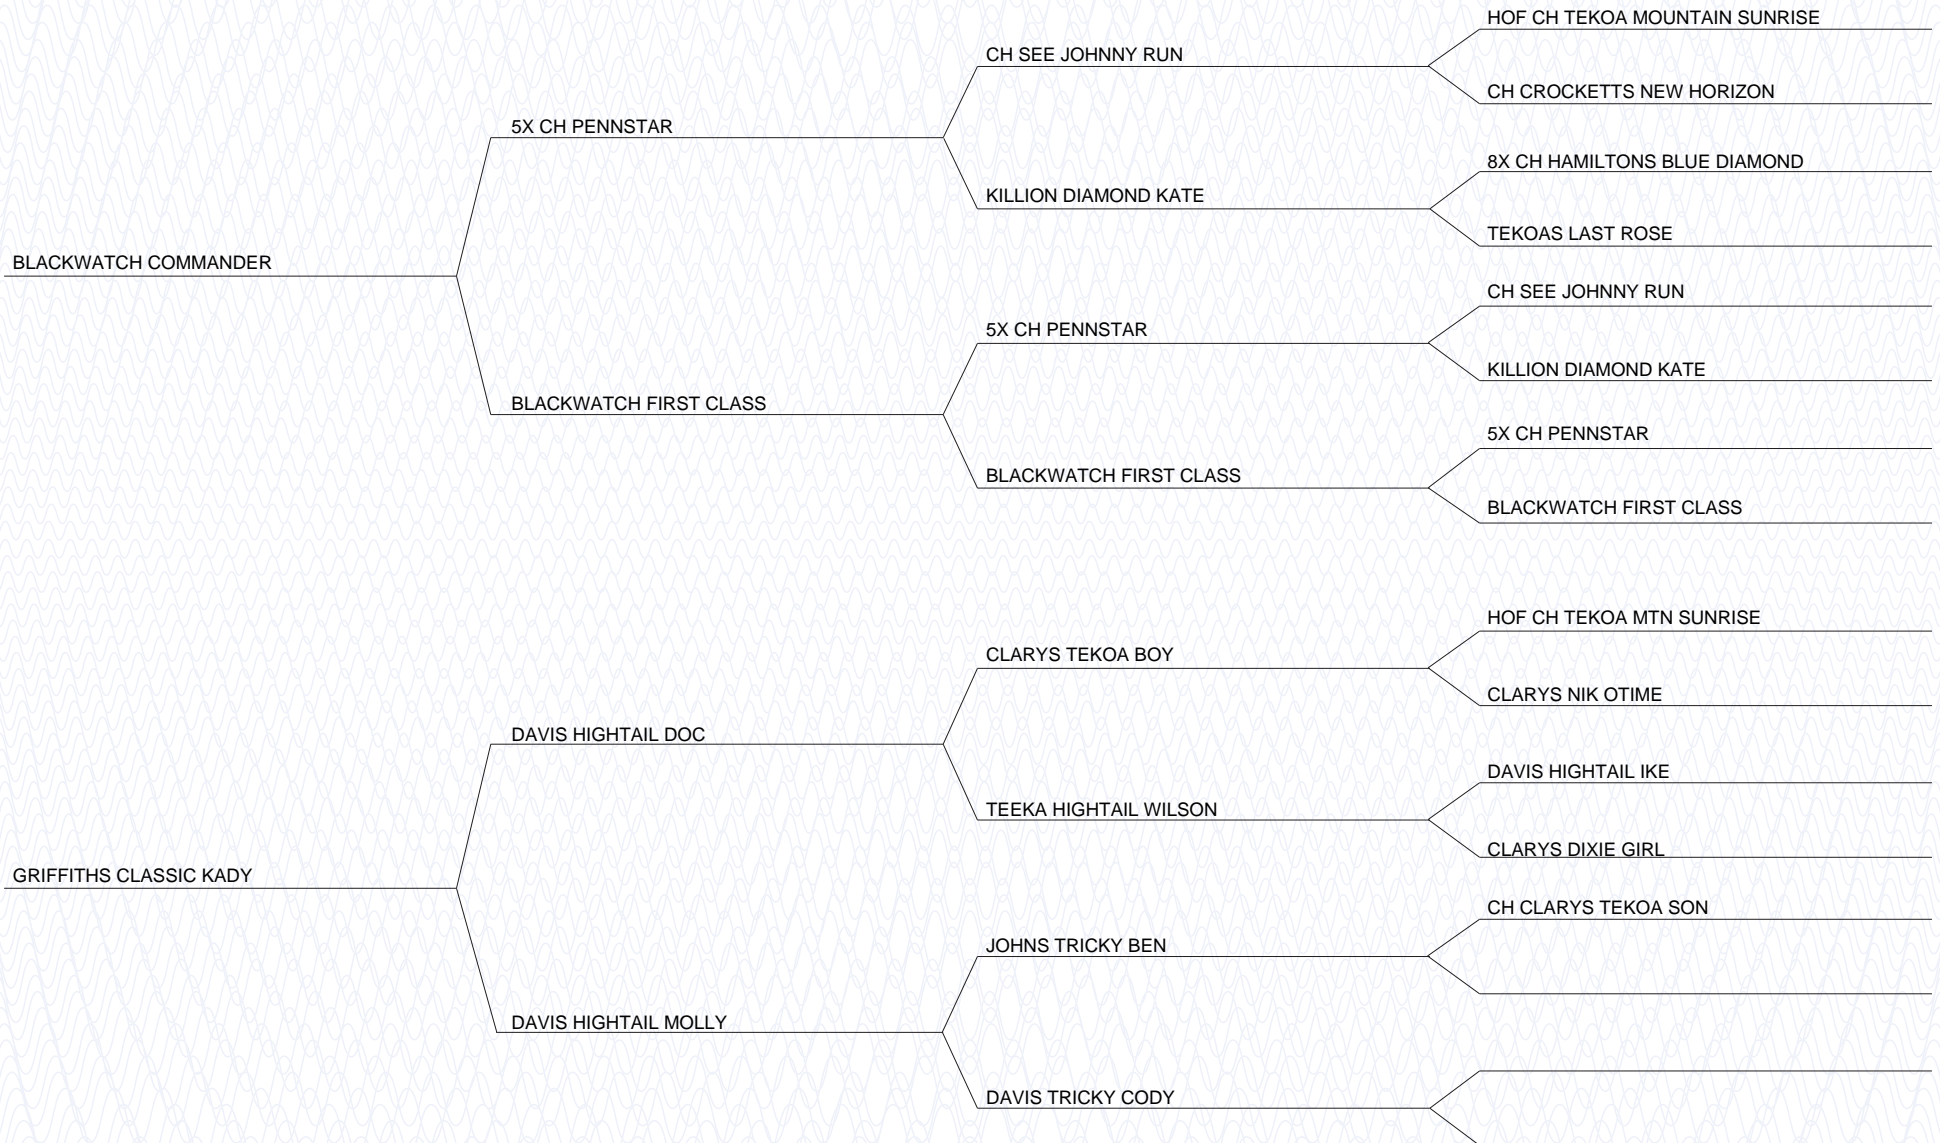 HOF CH TEKOA MOUNTAIN SUNRISE
CH SEE JOHNNY RUN
CH CROCKETTS NEW HORIZON
5X CH PENNSTAR
8X CH HAMILTONS BLUE DIAMOND
KILLION DIAMOND KATE
TEKOAS LAST ROSE
BLACKWATCH COMMANDER
CH SEE JOHNNY RUN
5X CH PENNSTAR
KILLION DIAMOND KATE
BLACKWATCH FIRST CLASS
5X CH PENNSTAR
BLACKWATCH FIRST CLASS
BLACKWATCH FIRST CLASS
HOF CH TEKOA MTN SUNRISE
CLARYS TEKOA BOY
CLARYS NIK OTIME
DAVIS HIGHTAIL DOC
DAVIS HIGHTAIL IKE
TEEKA HIGHTAIL WILSON
CLARYS DIXIE GIRL
GRIFFITHS CLASSIC KADY
CH CLARYS TEKOA SON
JOHNS TRICKY BEN
DAVIS HIGHTAIL MOLLY
DAVIS TRICKY CODY